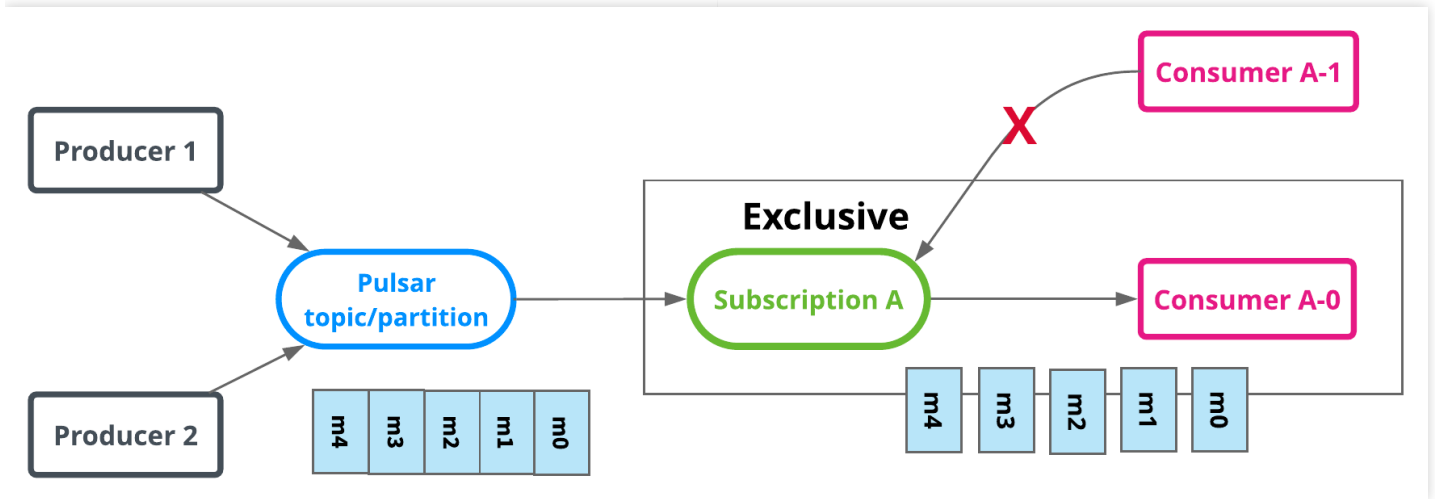 Consumer A-1
X
Producer 1
Exclusive
Pulsar
topic/partition
Subscription A
Consumer A-0
Producer 2
m4
m3
m2
m1
m0
m4
m3
m2
m1
m0